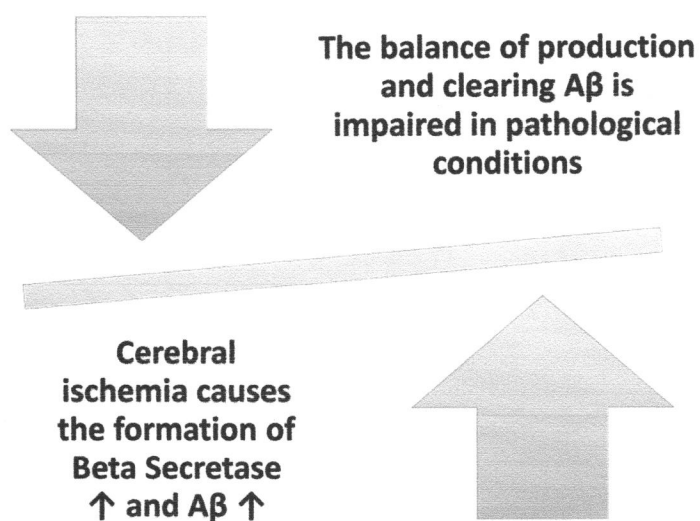 The balance of production
and clearing Aβ is
impaired in pathological
conditions
Cerebral
ischemia causes
the formation of
Beta Secretase
↑ and Aβ ↑